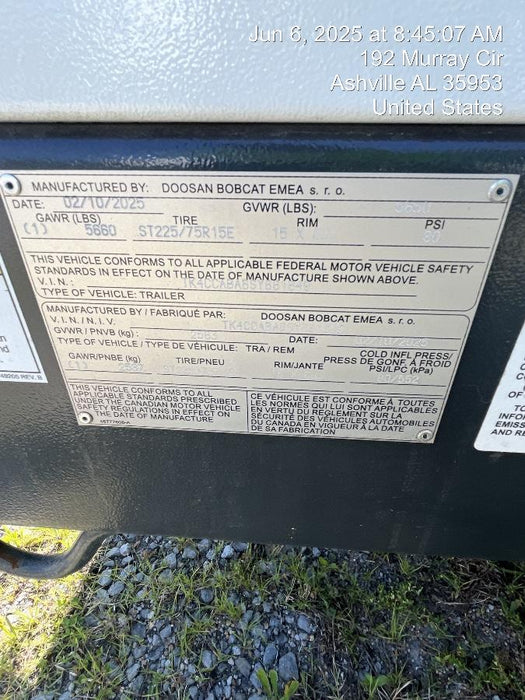 Jun 6, 2025 at 8:45:07 AM
192 Murray Cir
Ashville AL 35953
United States
MANUFACTURED BY: DOOSAN BOBCAT EMEA s. r. o.
DATE: 02/10/2025 GVWR (LBS):
GAWR (LBS) TIRE RIM PSI
(1) 5660 ST225/75R15E 15 80
THIS VEHICLE CONFORMS TO ALL APPLICABLE FEDERAL MOTOR VEHICLE SAFETY
STANDARDS IN EFFECT ON THE DATE OF MANUFACTURE SHOWN ABOVE.
V. I. N. :
TYPE OF VEHICLE: TRAILER
MANUFACTURED BY / FABRIQUÉ PAR: DOOSAN BOBCAT EMEA s. r. o.
V. I. N. / N. I. V.
GVWR / PNVB (kg) : DATE:
TYPE OF VEHICLE / TYPE DE VÉHICULE: TRA / REM
COLD INFL PRESS/
GAWR/PNBE (kg) TIRE/PNEU RIM/JANTE PRESS DE GONF. À FROID
PSI/LPC (kPa)
THIS VEHICLE CONFORMS TO ALL
APPLICABLE STANDARDS PRESCRIBED
UNDER THE CANADIAN MOTOR VEHICLE
SAFETY REGULATIONS IN EFFECT ON
THE DATE OF MANUFACTURE
CE VÉHICULE EST CONFORME À TOUTES
LES NORMES QUI LUI SONT APPLICABLES
EN VERTU DU RÈGLEMENT SUR LA
SÉCURITÉ DES VÉHICULES AUTOMOBILES
DU CANADA EN VIGUEUR À LA DATE
DE SA FABRICATION
REV. B
OF
TO
AND RE